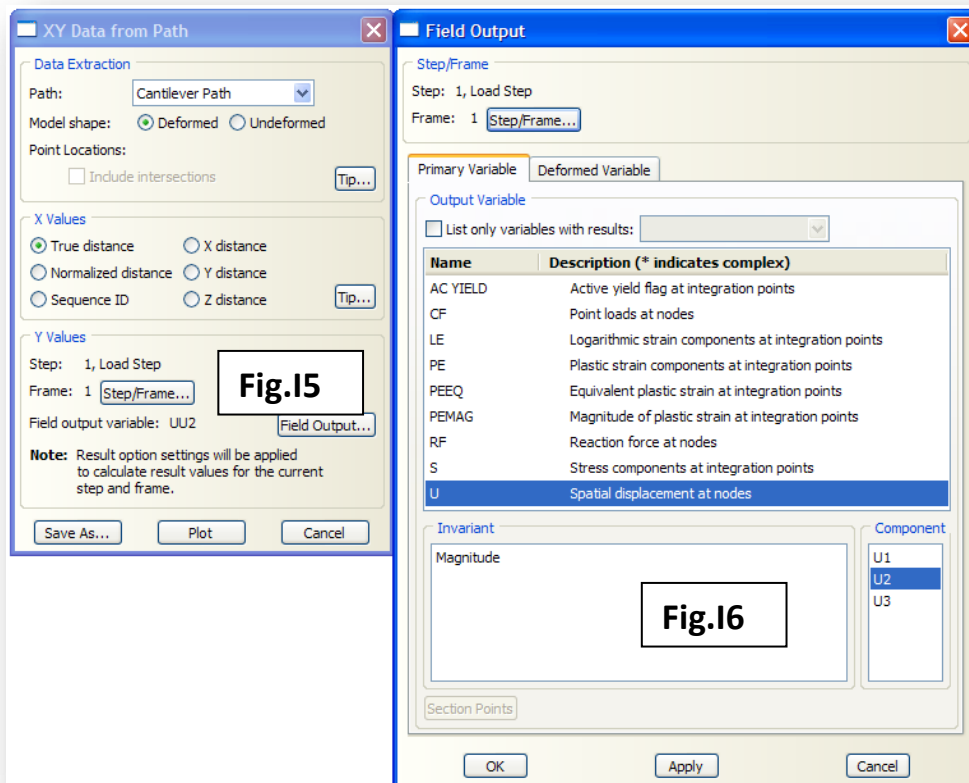 XY Data from Path
Data Extraction
Path: Cantilever Path
Model shape: Deformed Undeformed
Point Locations:
Include intersections Tip...
X Values
True distance X distance
Normalized distance Y distance
Sequence ID Z distance Tip...
Y Values
Step: 1, Load Step
Frame: 1 Step/Frame...
Fig.I5
Field output variable: UU2 Field Output...
Note: Result option settings will be applied
to calculate result values for the current
step and frame.
Save As... Plot Cancel
Field Output
Step/Frame
Step: 1, Load Step
Frame: 1 Step/Frame...
Primary Variable Deformed Variable
Output Variable
List only variables with results:
Name Description (* indicates complex)
AC YIELD Active yield flag at integration points
CF Point loads at nodes
LE Logarithmic strain components at integration points
PE Plastic strain components at integration points
PEEQ Equivalent plastic strain at integration points
PEMAG Magnitude of plastic strain at integration points
RF Reaction force at nodes
S Stress components at integration points
U Spatial displacement at nodes
Invariant
Magnitude
Component
U1
U2
U3
Fig.I6
Section Points
OK Apply Cancel